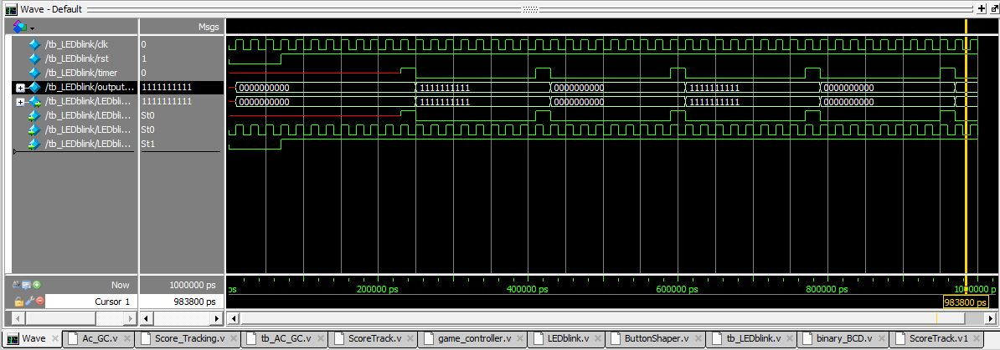 Wave - Default
Msgs
/tb_LEDblink/clk 0
/tb_LEDblink/rst 1
/tb_LEDblink/timer 0
/tb_LEDblink/output... 1111111111 0000000000 1111111111 0000000000 1111111111 0000000000
/tb_LEDblink/LEDbli... 1111111111 0000000000 1111111111 0000000000 1111111111 0000000000
/tb_LEDblink/LEDbli... St0
/tb_LEDblink/LEDbli... St0
/tb_LEDblink/LEDbli... St1
Now 1000000 ps ps 200000 ps 400000 ps 600000 ps 800000 ps 1000000 p
Cursor 1 983800 ps 983800 ps
Wave Ac_GC.v Score_Tracking.v tb_AC_GC.v ScoreTrack.v game_controller.v LEDblink.v ButtonShaper.v tb_LEDblink.v binary_BCD.v ScoreTrack.v1